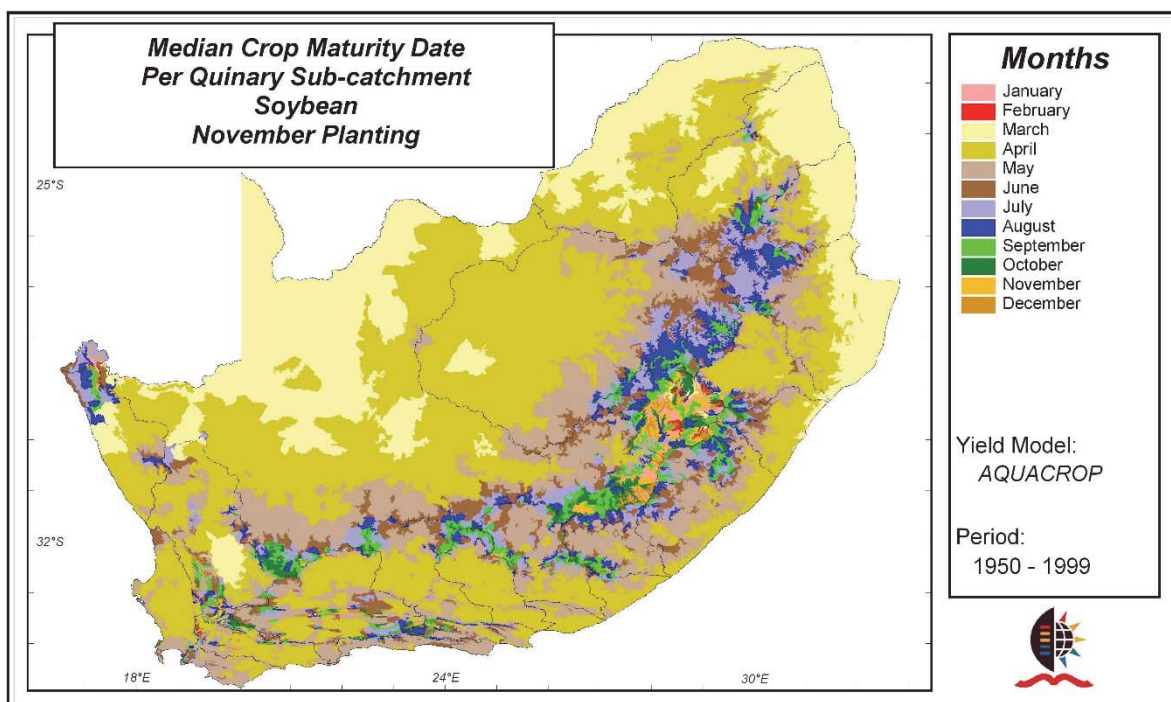 Median Crop Maturity Date
Per Quinary Sub-catchment
Soybean
November Planting
25°S
32°S
18°E
24°E
30°E
Months
January
February
March
April
May
June
July
August
September
October
November
December
Yield Model:
AQUACROP
Period:
1950 - 1999